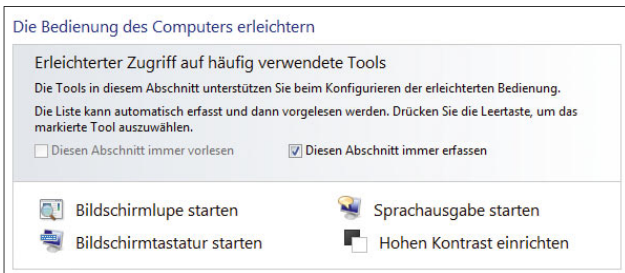 Die Bedienung des Computers erleichtern
Erleichterter Zugriff auf häufig verwendete Tools
Die Tools in diesem Abschnitt unterstützen Sie beim Konfigurieren der erleichterten Bedienung.
Die Liste kann automatisch erfasst und dann vorgelesen werden. Drücken Sie die Leertaste, um das
markierte Tool auszuwählen.
Diesen Abschnitt immer vorlesen Diesen Abschnitt immer erfassen
Bildschirmlupe starten Sprachausgabe starten
Bildschirmtastatur starten Hohen Kontrast einrichten